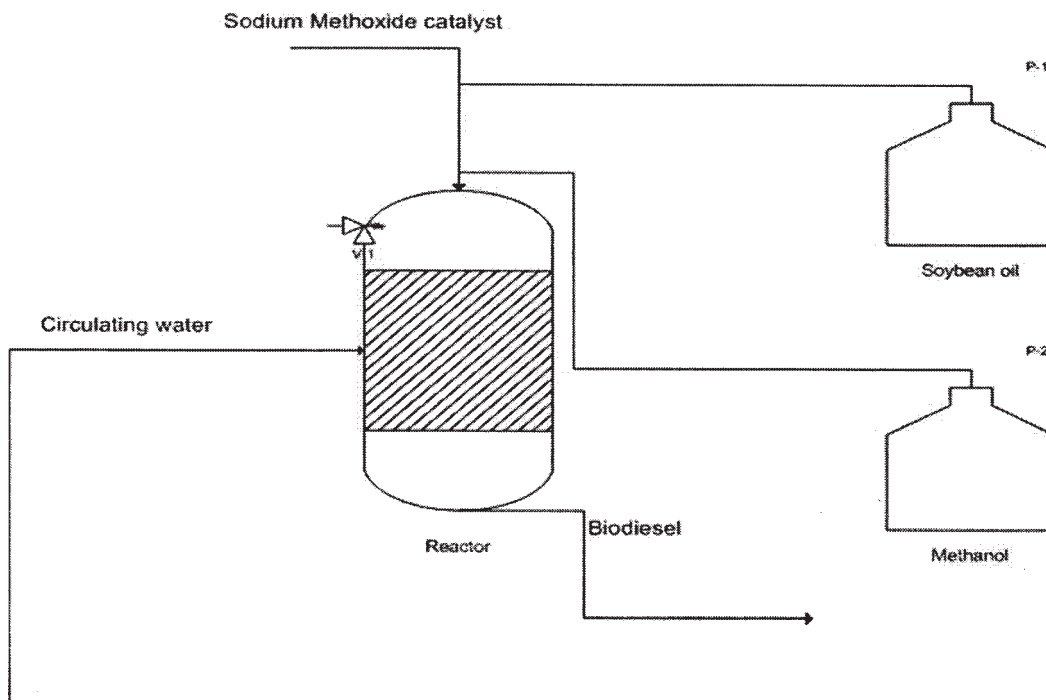 Sodium Methoxide catalyst
P-1
Soybean oil
V-1
Circulating water
P-2
Biodiesel
Reactor
Methanol